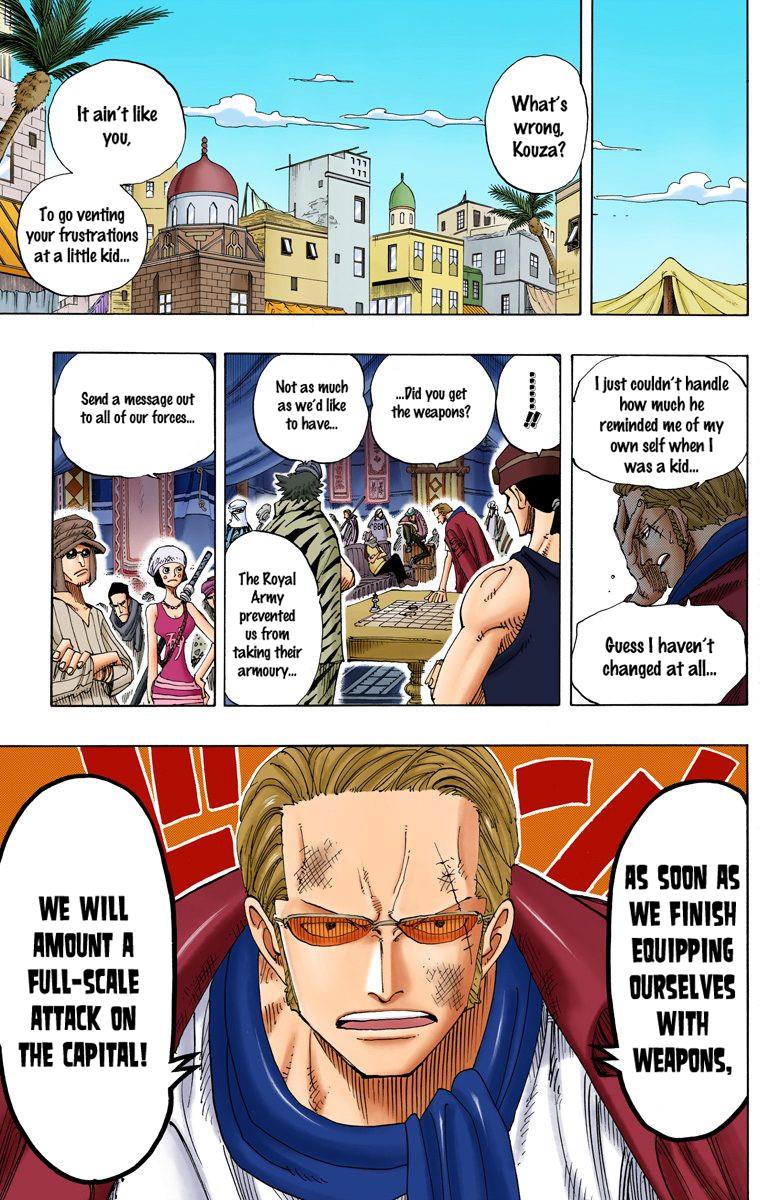 What's
wrong,
Kouza?
It ain't like
you,
To go venting
your frustrations
at a little kid...
I just couldn't handle
how much he
reminded me of my
own self when I
was a kid...
Guess I haven't
changed at all...
.......!!
...Did you get
the weapons?
Not as much
as we'd like
to have...
The Royal
Army
prevented
us from
taking their
armoury...
Send a message out
to all of our forces...
AS SOON AS
WE FINISH
EQUIPPING
OURSELVES
WITH
WEAPONS,
WE WILL
AMOUNT A
FULL-SCALE
ATTACK ON
THE CAPITAL!